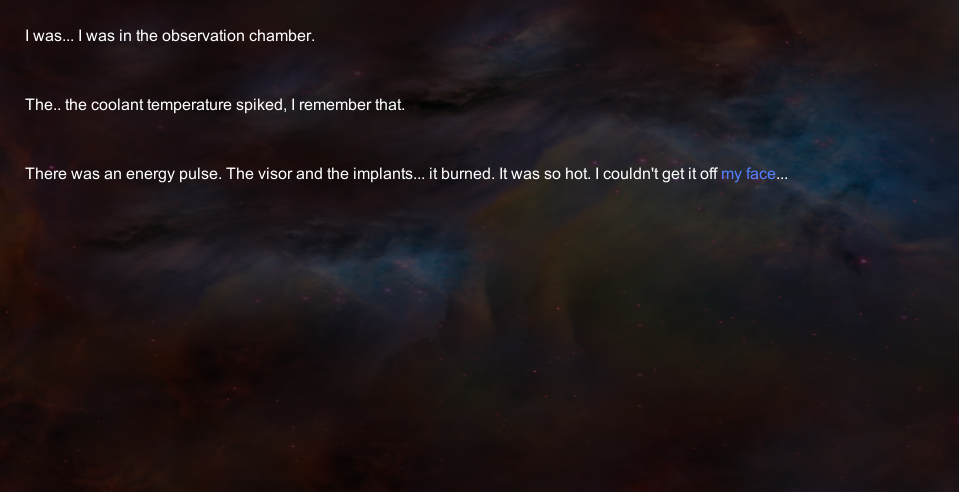 I was... I was in the observation chamber.
The.. the coolant temperature spiked, I remember that.
There was an energy pulse. The visor and the implants... it burned. It was so hot. I couldn't get it off my face...